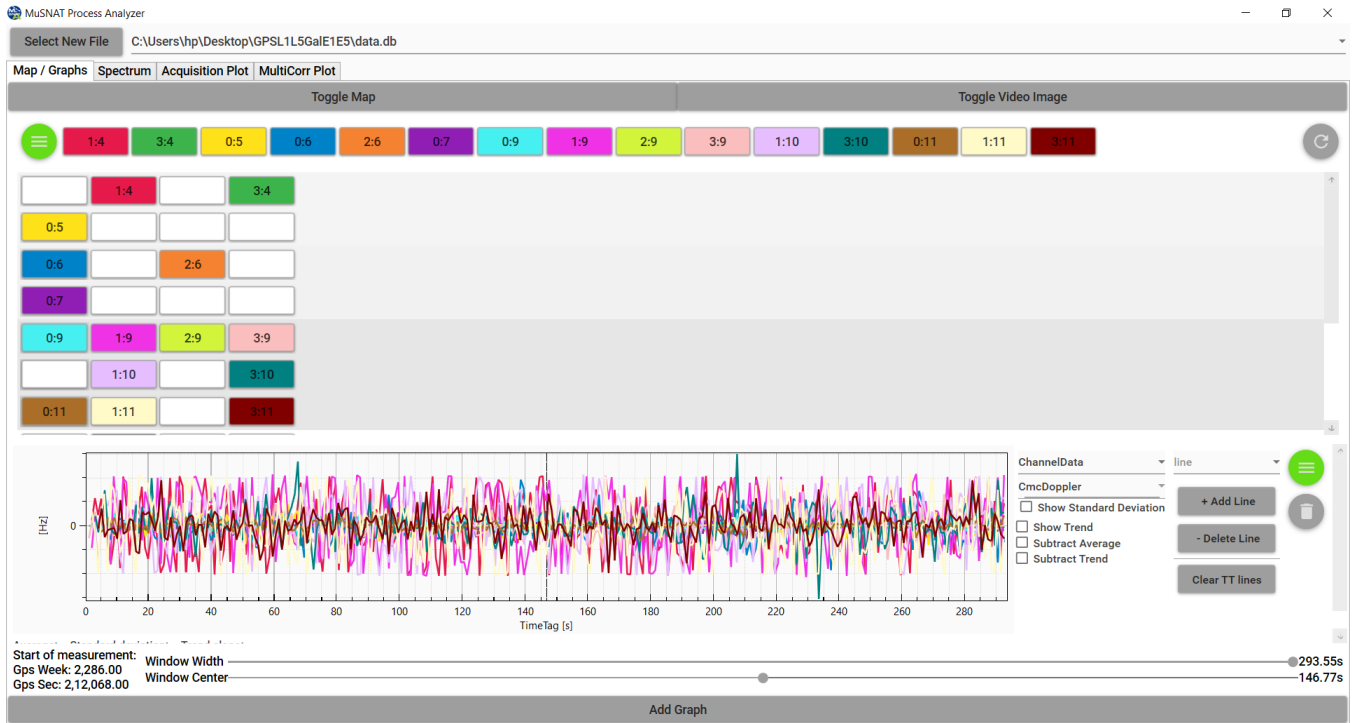 MuSNAT Process Analyzer
Select New File C:\Users\hp\Desktop\GPSL1L5GalE1E5\data.db
Map / Graphs Spectrum Acquisition Plot MultiCorr Plot
Toggle Map Toggle Video Image
1:4 3:4 0:5 0:6 2:6 0:7 0:9 1:9 2:9 3:9 1:10 3:10 0:11 1:11 3:11
1:4 3:4
0:5
0:6 2:6
0:7
0:9 1:9 2:9 3:9
1:10 3:10
0:11 1:11 3:11
ChannelData line
CmcDoppler
Show Standard Deviation
+ Add Line
Show Trend
Subtract Average
- Delete Line
Subtract Trend
Clear TT lines
[Hz]
0
0 20 40 60 80 100 120 140 160 180 200 220 240 260 280
TimeTag [s]
Start of measurement:
Gps Week: 2,286.00
Gps Sec: 2,12,068.00
Window Width 293.55s
Window Center 146.77s
Add Graph